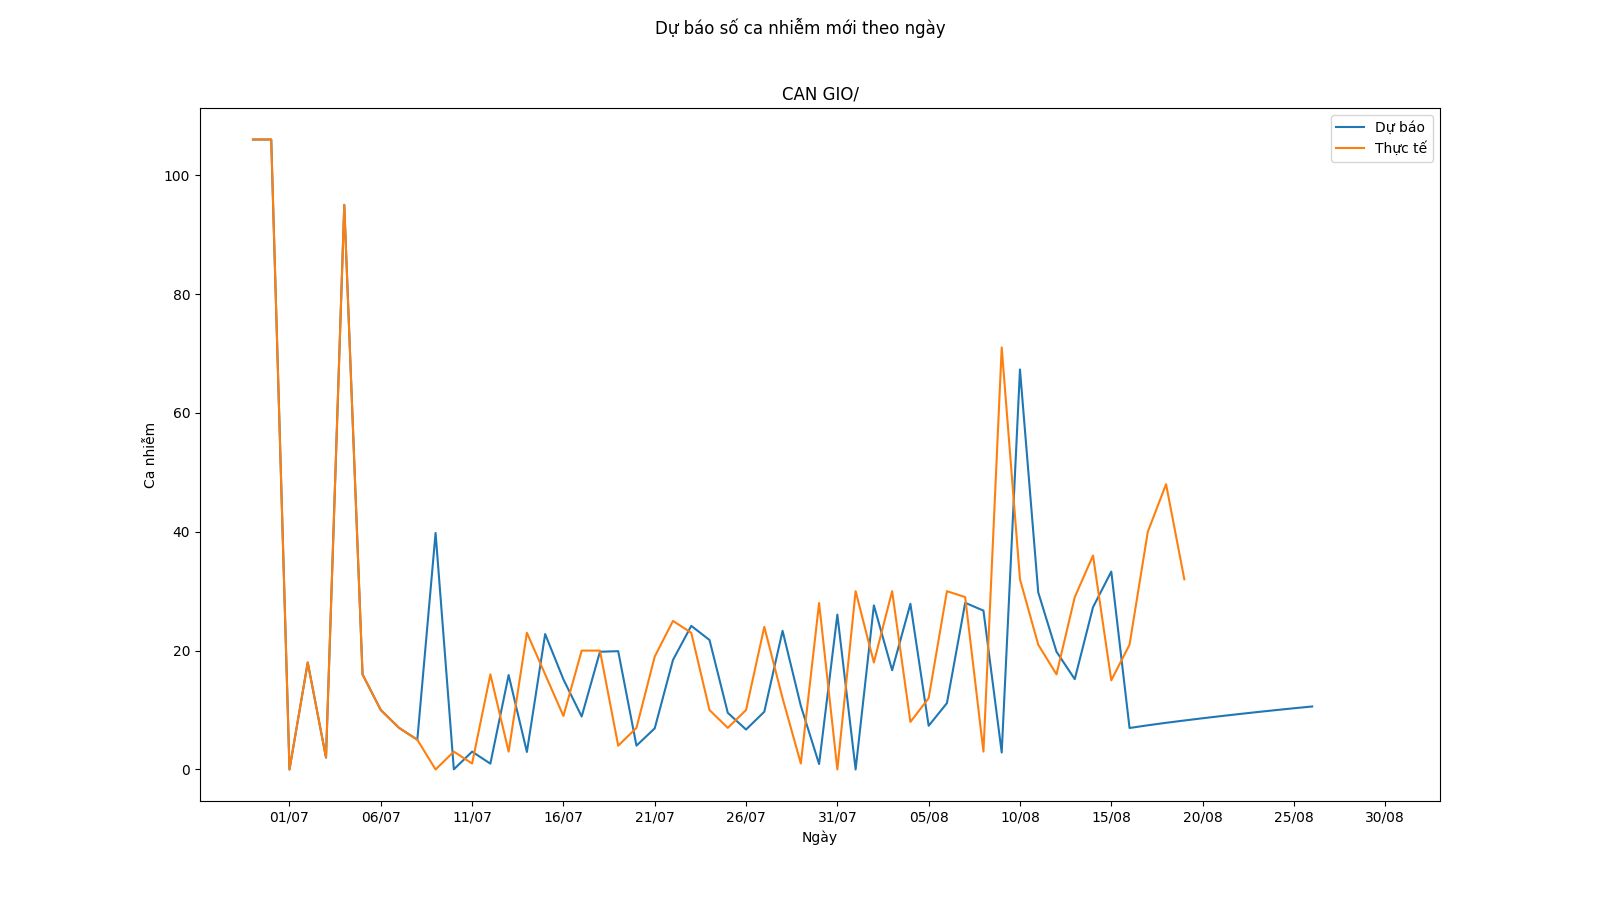 Dự báo số ca nhiễm mới theo ngày
CAN GIO/
Dự báo
Thực tế
100
80
60
40
20
0
Ca nhiễm
01/07 06/07 11/07 16/07 21/07 26/07 31/07 05/08 10/08 15/08 20/08 25/08 30/08
Ngày